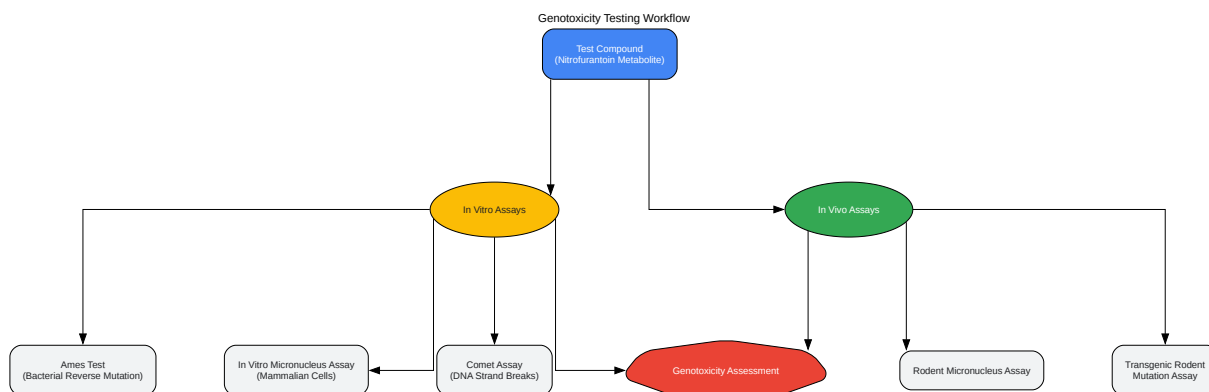 Genotoxicity Testing Workflow
Test Compound
(Nitrofurantoin Metabolite)
In Vitro Assays
In Vivo Assays
Ames Test
(Bacterial Reverse Mutation)
In Vitro Micronucleus Assay
(Mammalian Cells)
Comet Assay
(DNA Strand Breaks)
Genotoxicity Assessment
Rodent Micronucleus Assay
Transgenic Rodent
Mutation Assay